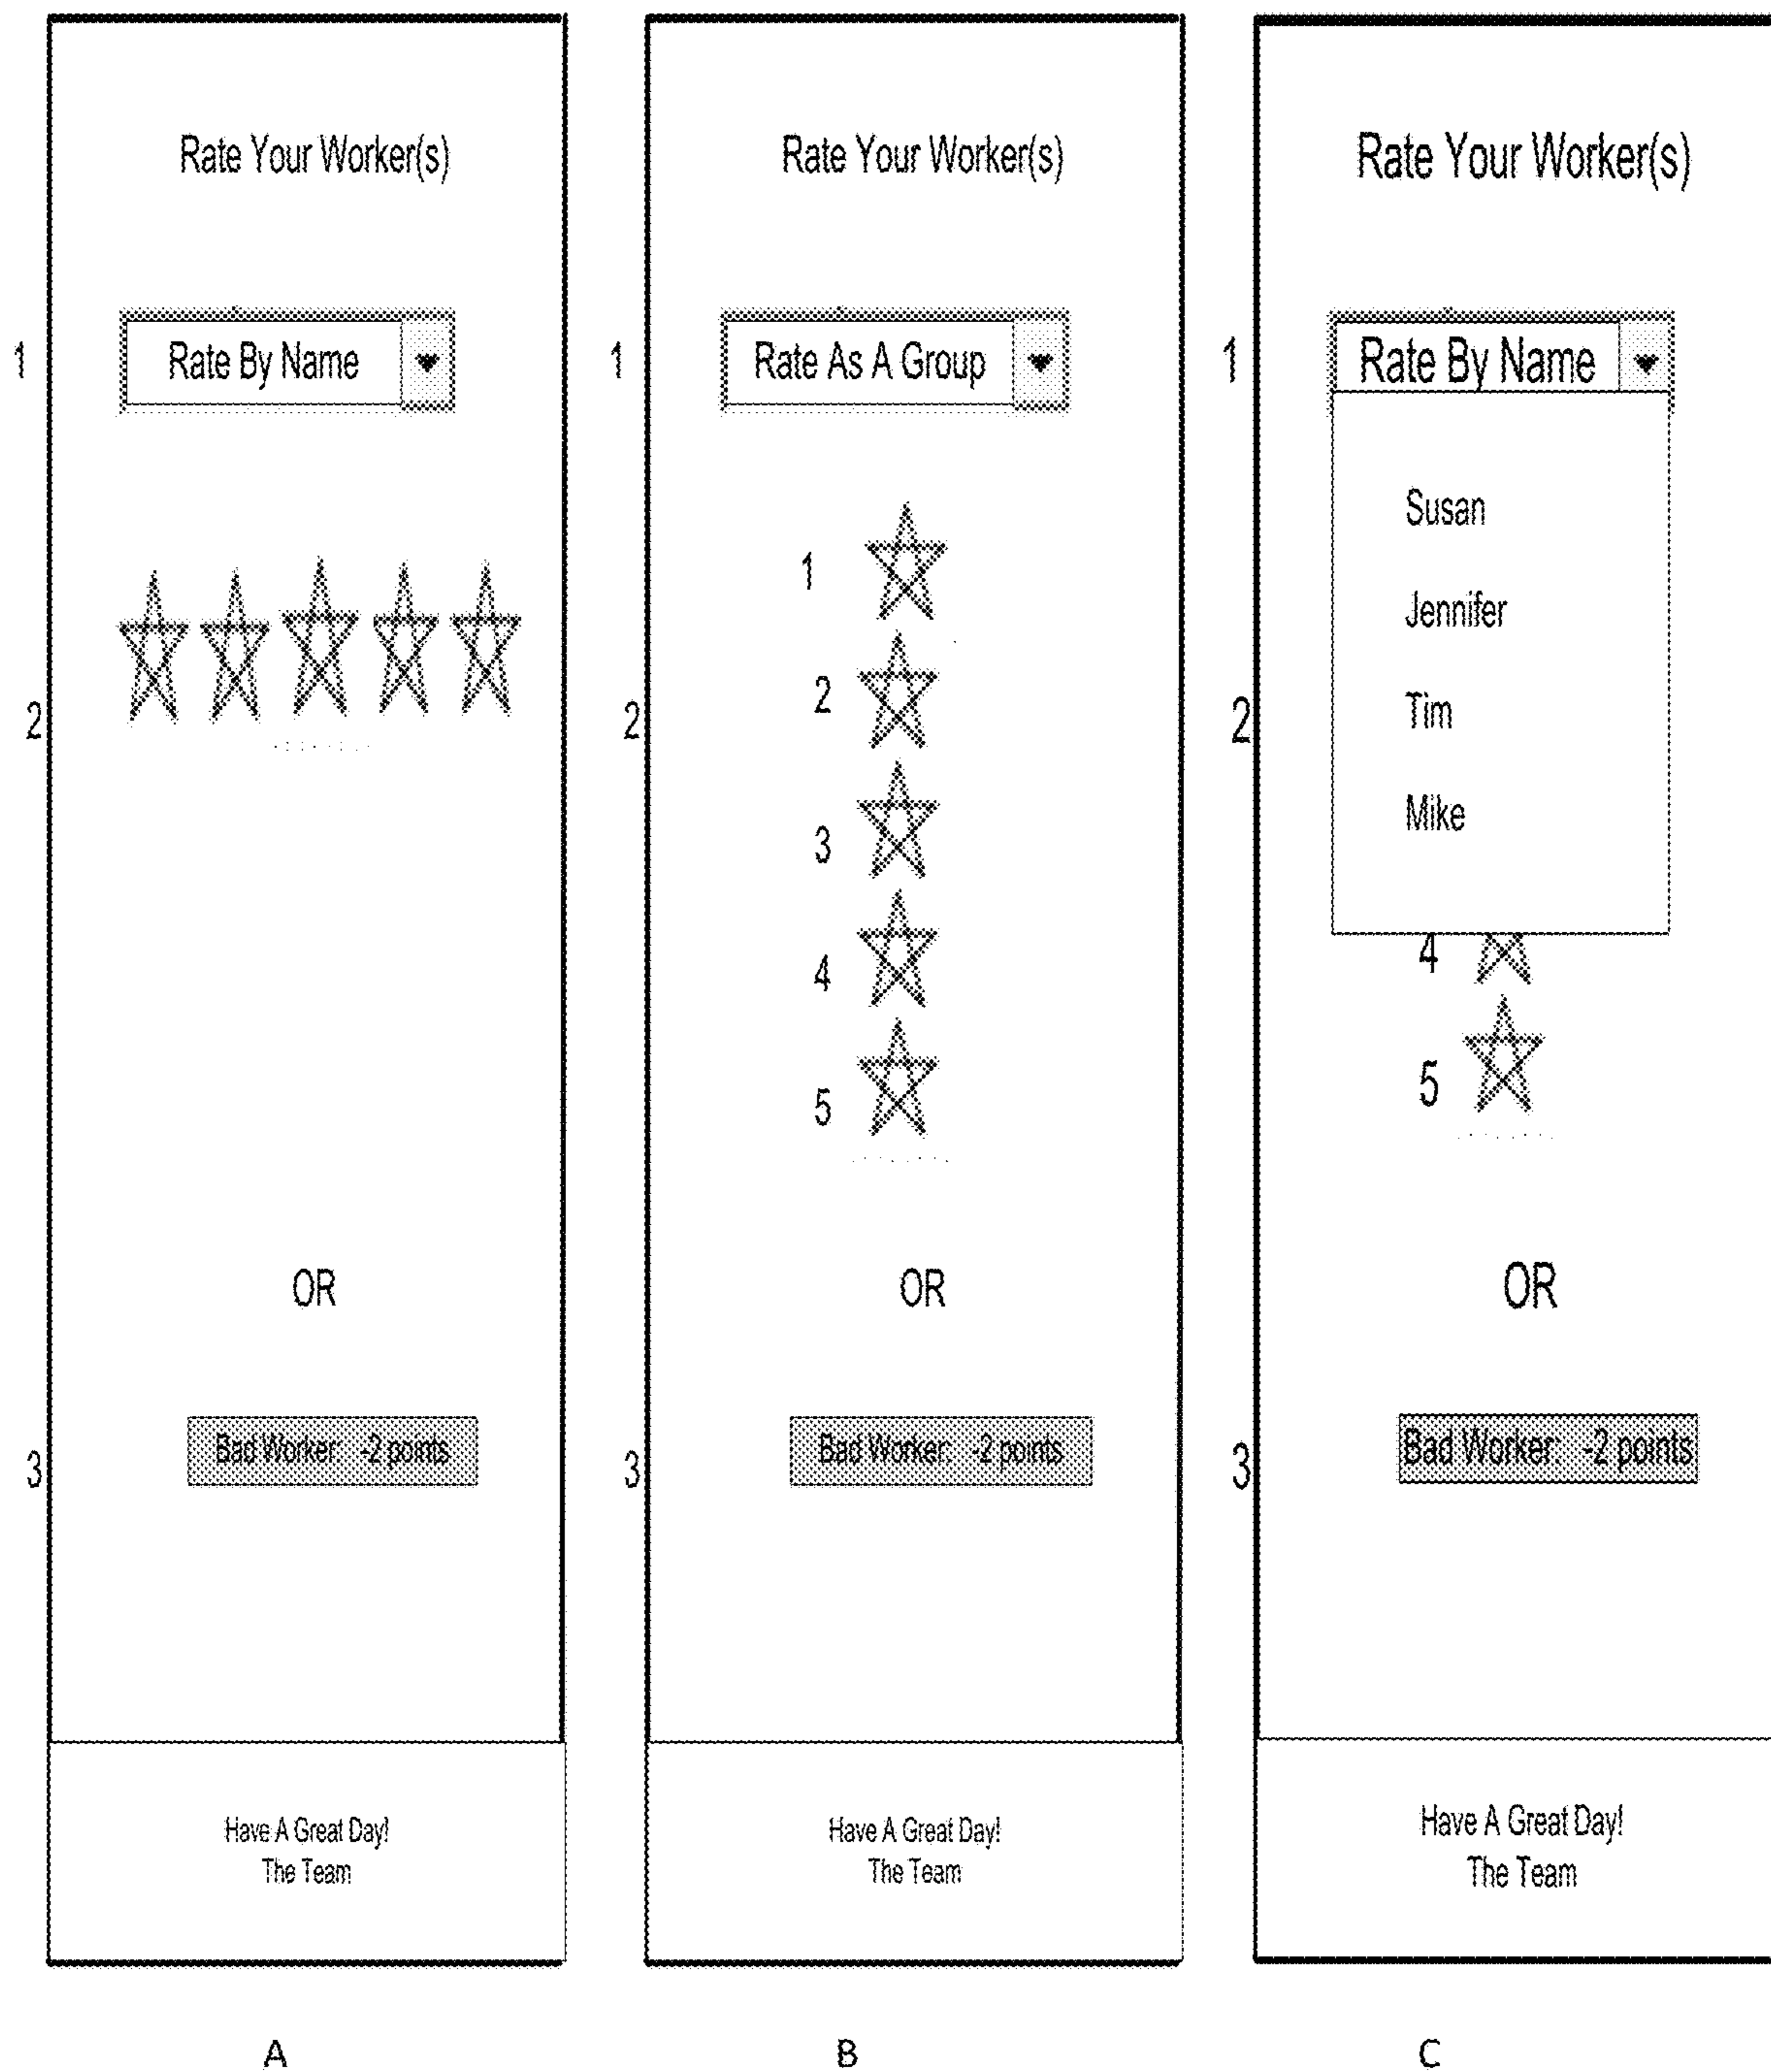 Rate Your Worker(s)
1
Rate By Name
2
OR
3
Bad Worker: -2 points
Have A Great Day!
The Team
A
Rate Your Worker(s)
1
Rate As A Group
1
2
2
3
4
5
OR
3
Bad Worker: -2 points
Have A Great Day!
The Team
B
Rate Your Worker(s)
1
Rate By Name
Susan
Jennifer
2
Tim
Mike
4
5
OR
3
Bad Worker: -2 points
Have A Great Day!
The Team
C